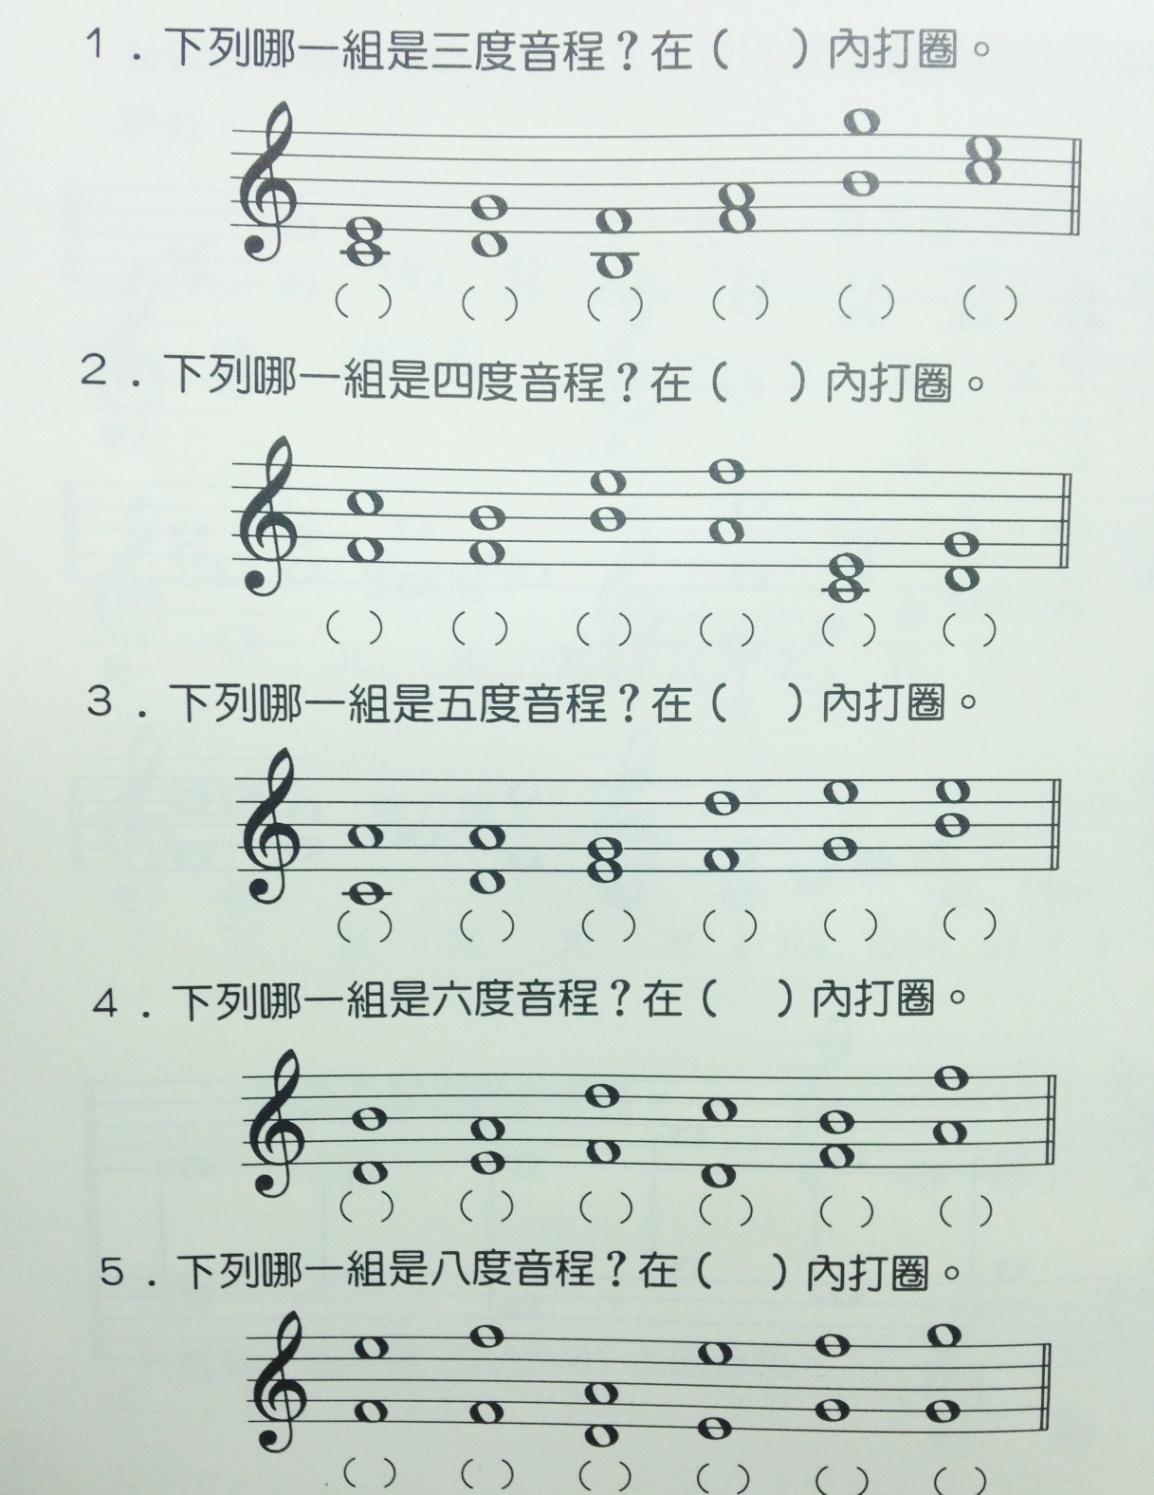 1．下列哪一組是三度音程？在（　）內打圈。
（　）（　）（　）（　）（　）（　）
2．下列哪一組是四度音程？在（　）內打圈。
（　）（　）（　）（　）（　）（　）
3．下列哪一組是五度音程？在（　）內打圈。
（　）（　）（　）（　）（　）（　）
4．下列哪一組是六度音程？在（　）內打圈。
（　）（　）（　）（　）（　）（　）
5．下列哪一組是八度音程？在（　）內打圈。
（　）（　）（　）（　）（　）（　）